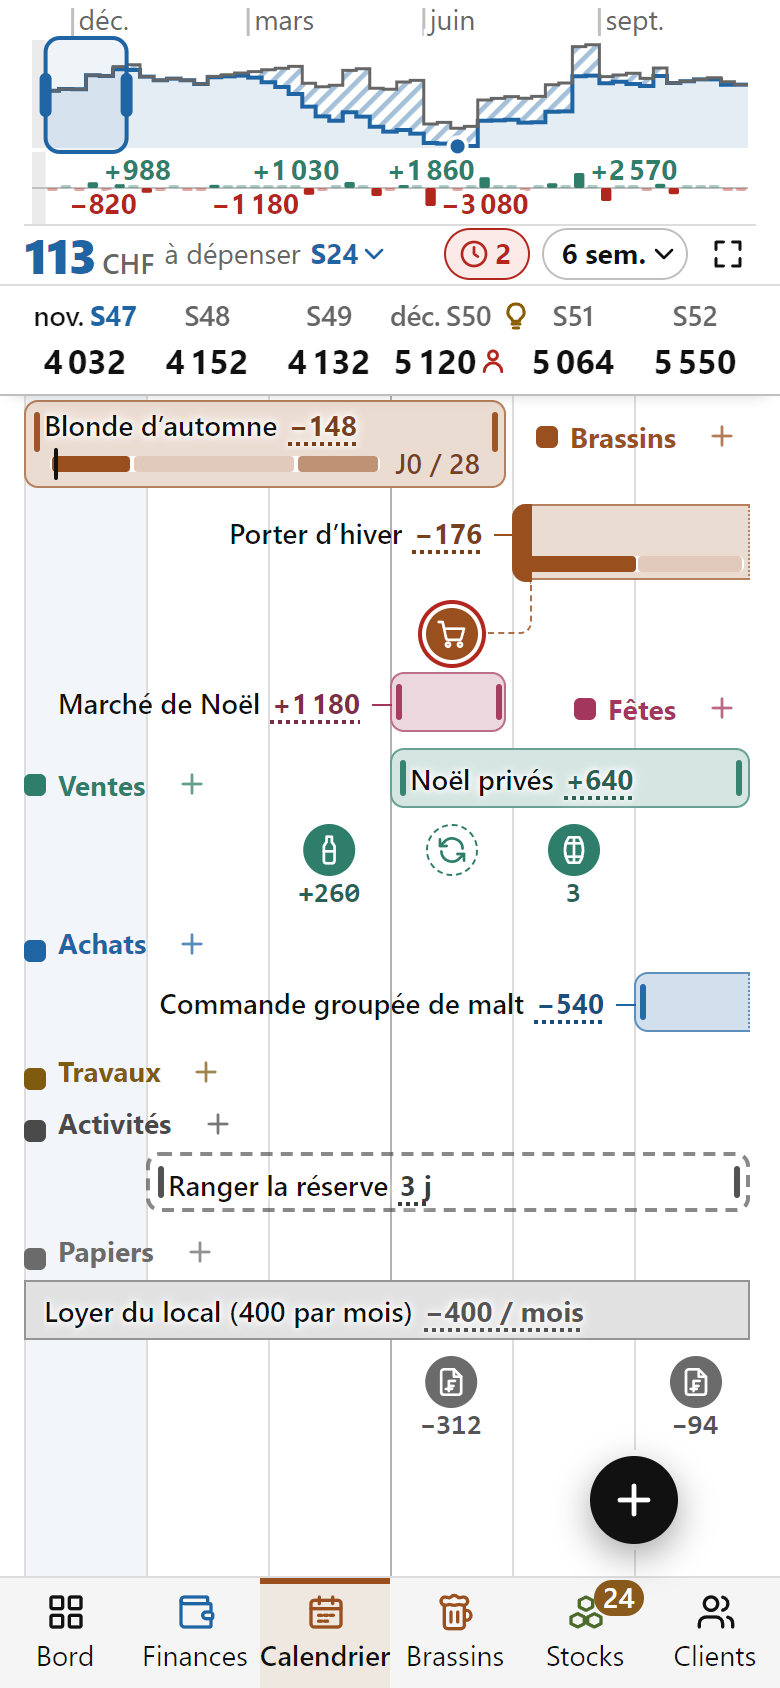 déc. mars juin sept.
+988 +1 030 +1 860 +2 570
−820 −1 180 −3 080
113 CHF à dépenser S24 2 6 sem.
nov. S47 S48 S49 déc. S50 S51 S52
4 032 4 152 4 132 5 120 5 064 5 550
Blonde d’automne −148
Brassins +
J0 / 28
Porter d’hiver −176
Marché de Noël +1 180
Fêtes +
Noël privés +640
Ventes +
+260 3
Achats +
Commande groupée de malt −540
Travaux +
Activités +
Ranger la réserve 3 j
Papiers +
Loyer du local (400 par mois) −400 / mois
−312 −94
+
24
Bord Finances Calendrier Brassins Stocks Clients